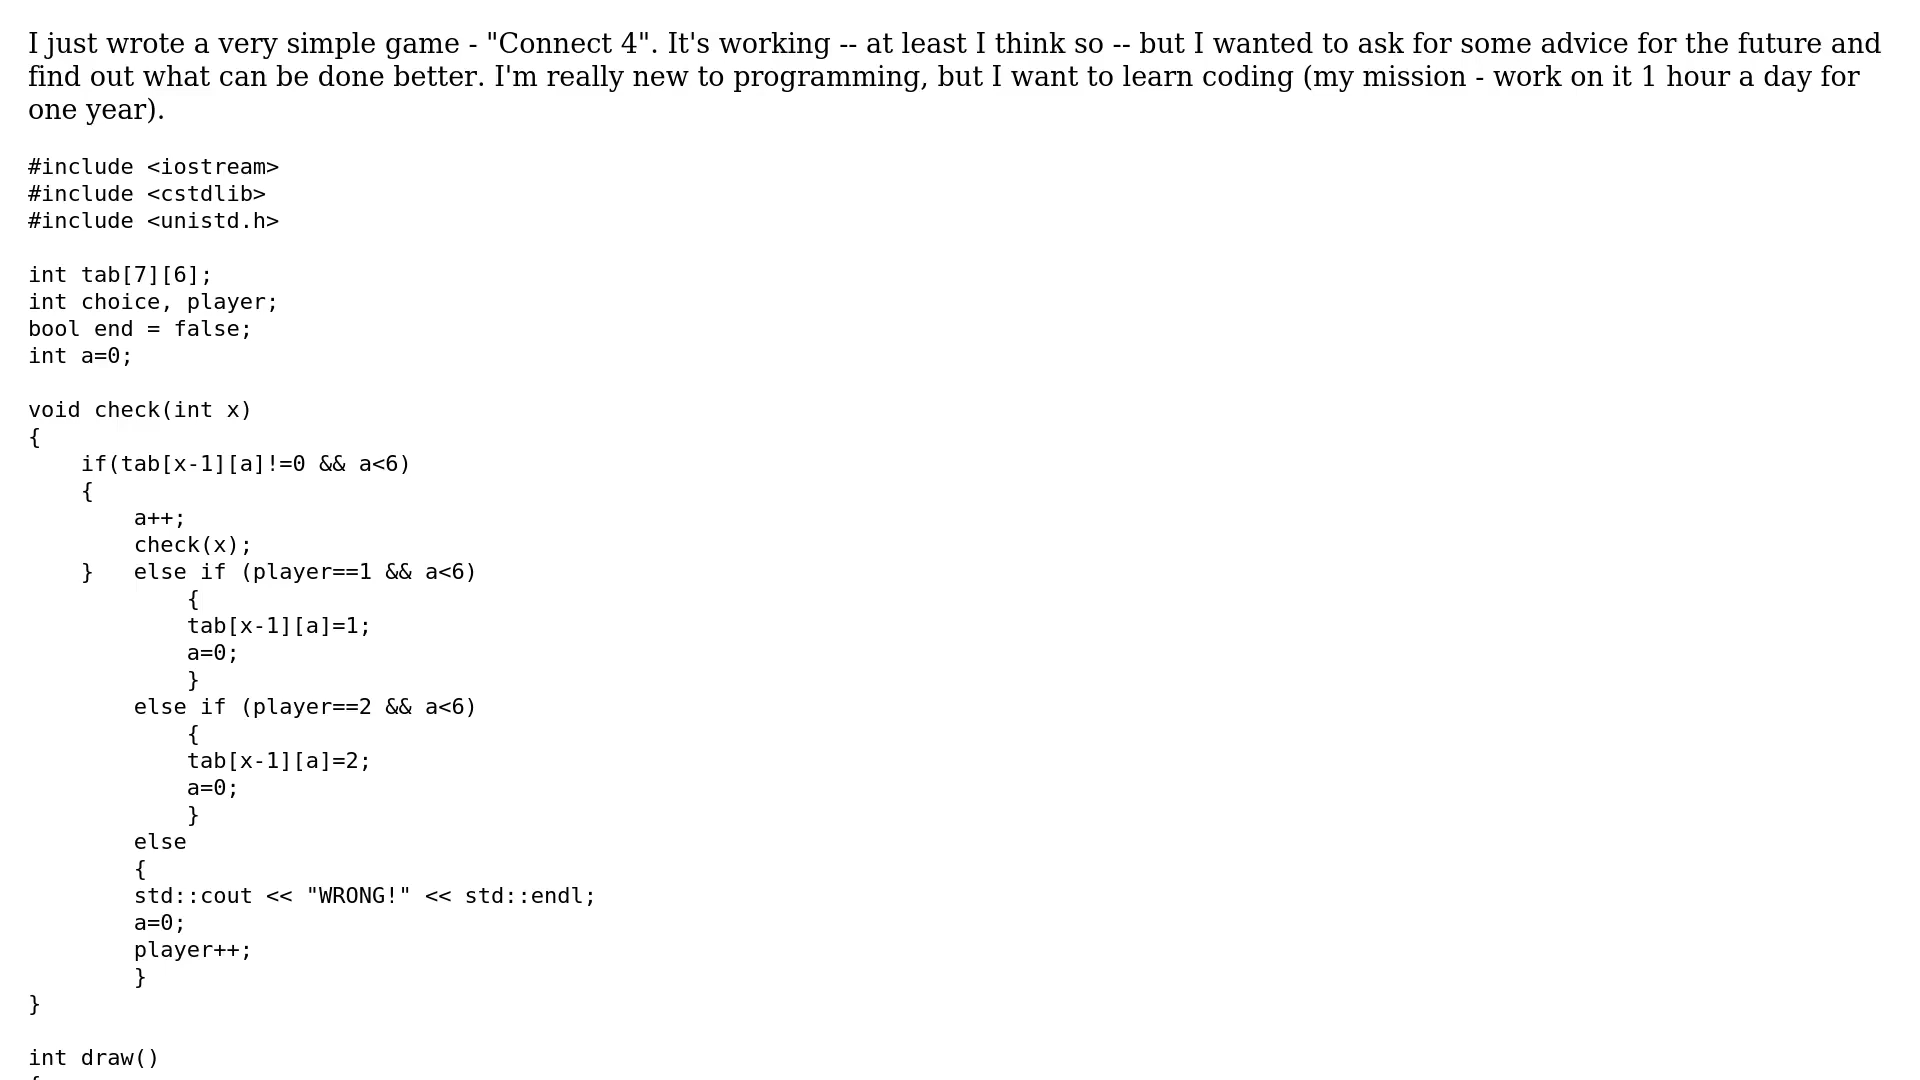 I just wrote a very simple game - "Connect 4". It's working -- at least I think so -- but I wanted to ask for some advice for the future and
find out what can be done better. I'm really new to programming, but I want to learn coding (my mission - work on it 1 hour a day for
one year).

#include <iostream>
#include <cstdlib>
#include <unistd.h>

int tab[7][6];
int choice, player;
bool end = false;
int a=0;

void check(int x)
{
    if(tab[x-1][a]!=0 && a<6)
    {
        a++;
        check(x);
    }   else if (player==1 && a<6)
            {
            tab[x-1][a]=1;
            a=0;
            }
        else if (player==2 && a<6)
            {
            tab[x-1][a]=2;
            a=0;
            }
        else
        {
        std::cout << "WRONG!" << std::endl;
        a=0;
        player++;
        }
}

int draw()